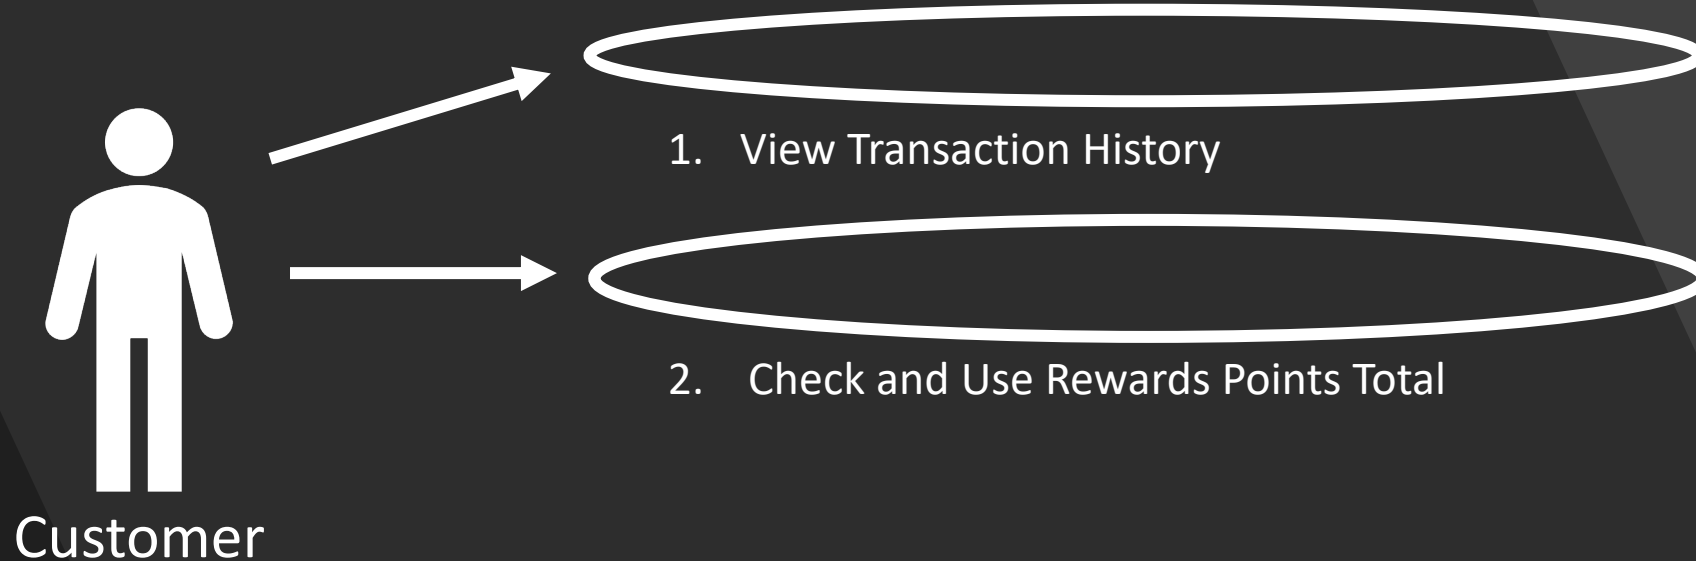 1. View Transaction History
2. Check and Use Rewards Points Total
Customer